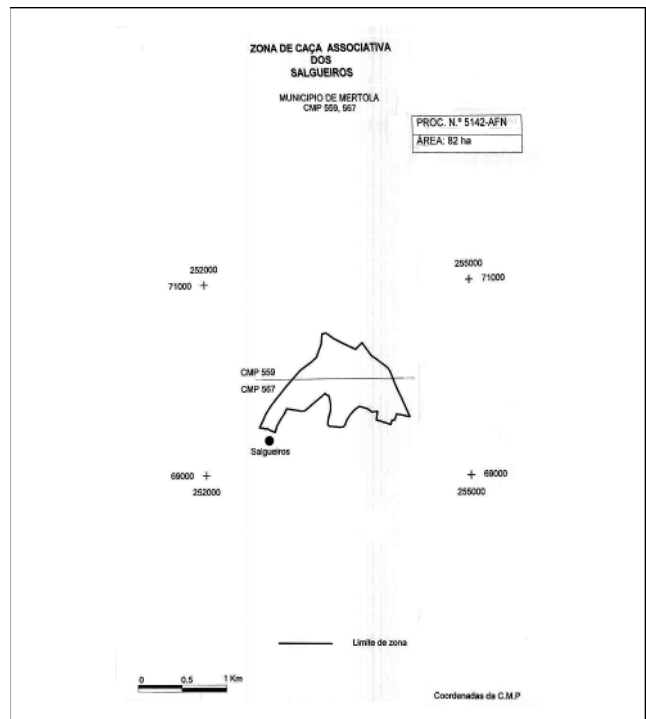 ZONA DE CAÇA ASSOCIATIVA
DOS
SALGUEIROS
MUNICIPIO DE MERTOLA
CMP 559, 567
PROC. N.º 5142-AFN
ÁREA: 82 ha
252000
71000
255000
71000
CMP 559
CMP 567
Salgueiros
69000
252000
69000
255000
Limite de zona
0 0.5 1 Km
Coordenadas da C.M.P